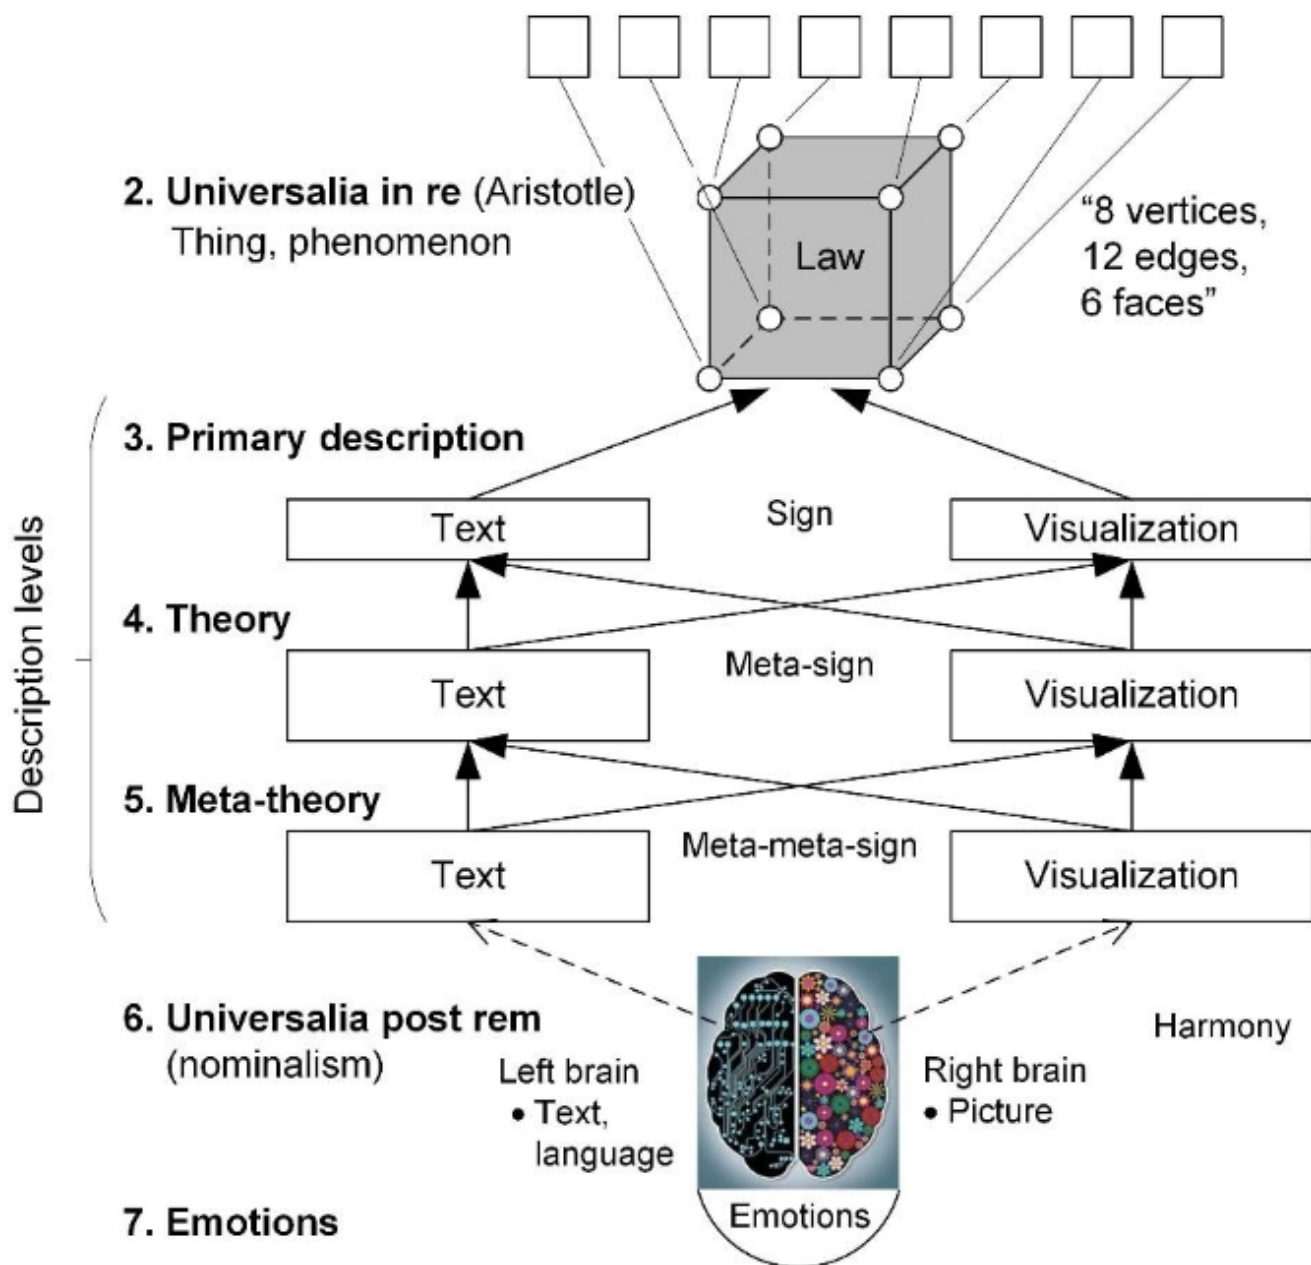 2. Universalia in re (Aristotle)
Thing, phenomenon
Law
“8 vertices,
12 edges,
6 faces”
Description levels
3. Primary description
Sign
Text
Visualization
4. Theory
Meta-sign
Text
Visualization
5. Meta-theory
Meta-meta-sign
Text
Visualization
6. Universalia post rem
(nominalism)
Left brain
• Text,
language
Right brain
• Picture
Harmony
7. Emotions
Emotions